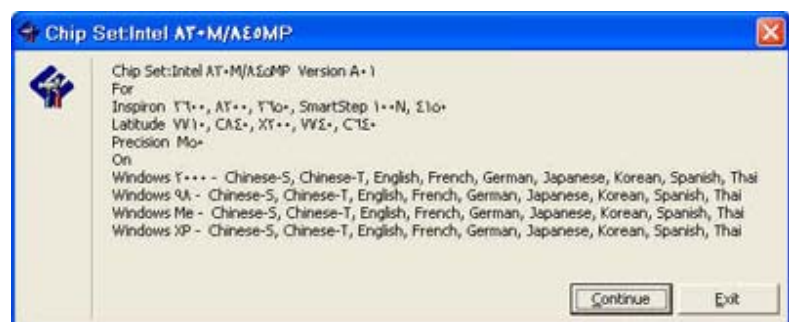 Chip Set:Intel ٨٣٠M/٨٤٥MP
Chip Set:Intel ٨٣٠M/٨٤٥MP Version A٠١
For
Inspiron ٢٦٠٠, ٨٢٠٠, ٢٦٥٠, SmartStep ١٠٠N, ٤١٥٠
Latitude V٧١٠, C٨٤٠, X٢٠٠, V٧٤٠, C٦٤٠
Precision M٥٠
On
Windows ٢٠٠٠ - Chinese-S, Chinese-T, English, French, German, Japanese, Korean, Spanish, Thai
Windows ٩٨ - Chinese-S, Chinese-T, English, French, German, Japanese, Korean, Spanish, Thai
Windows Me - Chinese-S, Chinese-T, English, French, German, Japanese, Korean, Spanish, Thai
Windows XP - Chinese-S, Chinese-T, English, French, German, Japanese, Korean, Spanish, Thai
Continue Exit